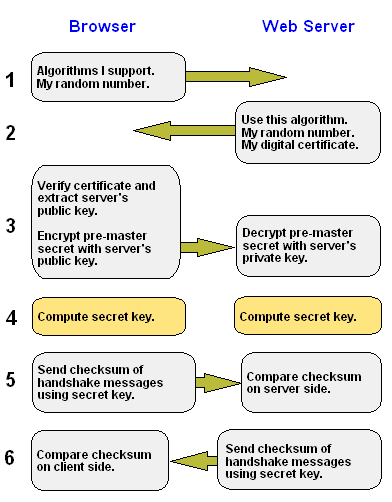 Browser Web Server
1
Algorithms I support.
My random number.
2
Use this algorithm.
My random number.
My digital certificate.
3
Verify certificate and
extract server's
public key.
Encrypt pre-master
secret with server's
public key.
Decrypt pre-master
secret with server's
private key.
4
Compute secret key.
Compute secret key.
5
Send checksum of
handshake messages
using secret key.
Compare checksum
on server side.
6
Compare checksum
on client side.
Send checksum of
handshake messages
using secret key.